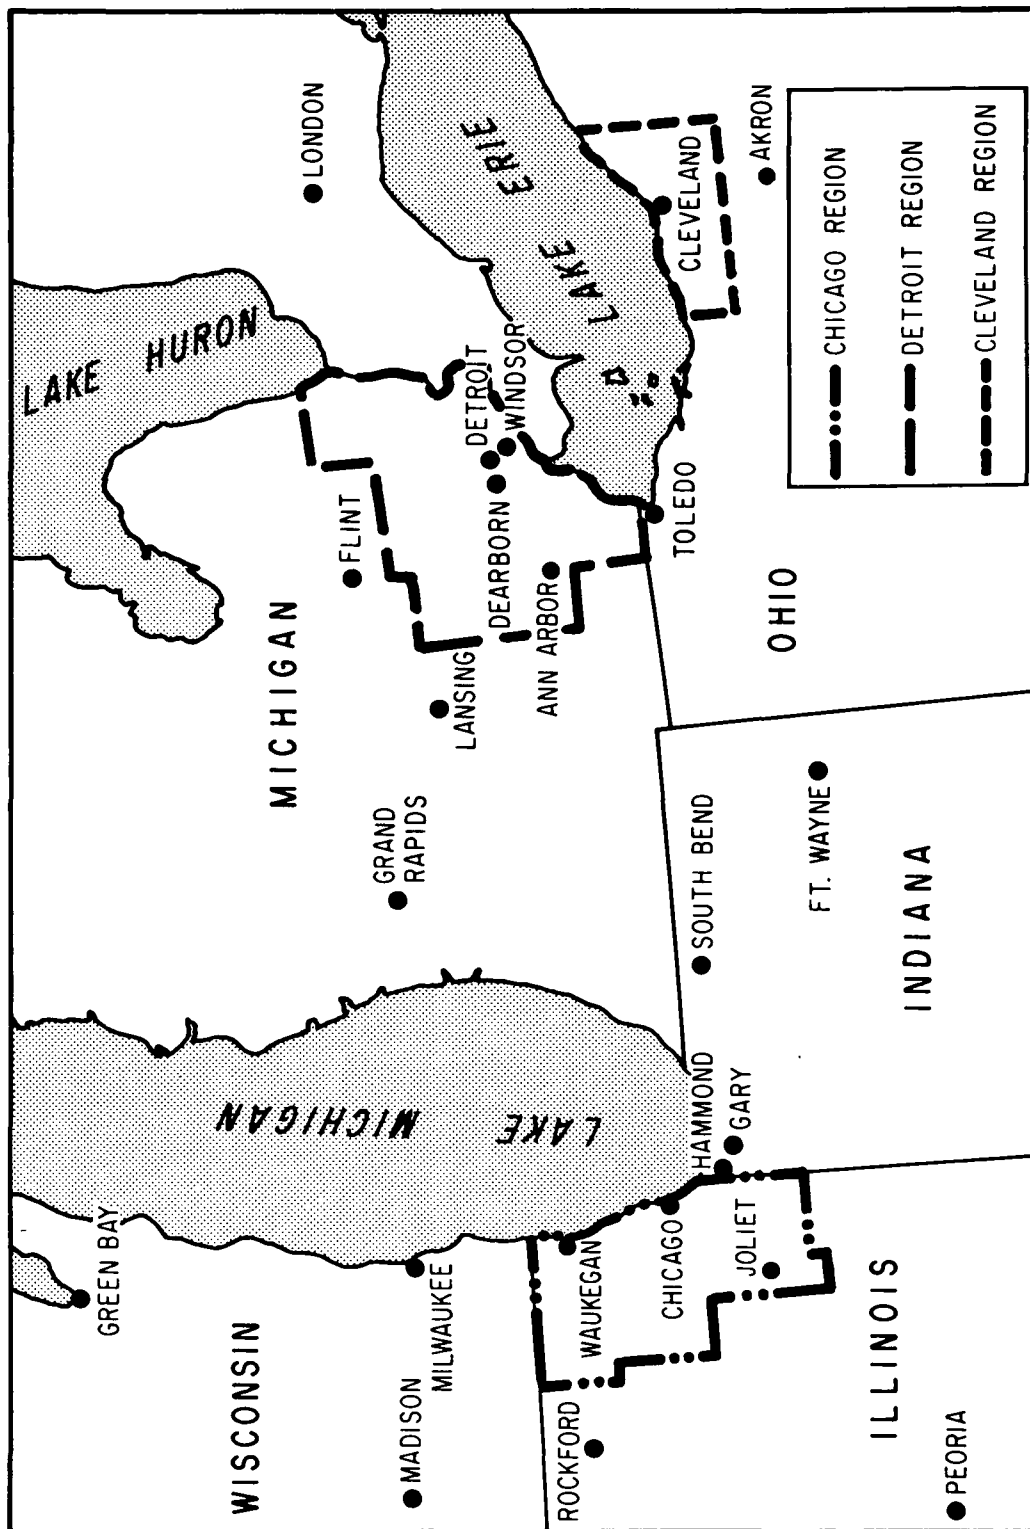 GREEN BAY
WISCONSIN
MADISON
MILWAUKEE
LAKE MICHIGAN
ROCKFORD
WAUKEGAN
CHICAGO
JOLIET
HAMMOND
GARY
ILLINOIS
PEORIA
LAKE HURON
MICHIGAN
GRAND
RAPIDS
FLINT
LANSING
DEARBORN
DETROIT
WINDSOR
ANN ARBOR
LONDON
LAKE ERIE
SOUTH BEND
FT. WAYNE
INDIANA
TOLEDO
OHIO
CLEVELAND
AKRON
CHICAGO REGION
DETROIT REGION
CLEVELAND REGION